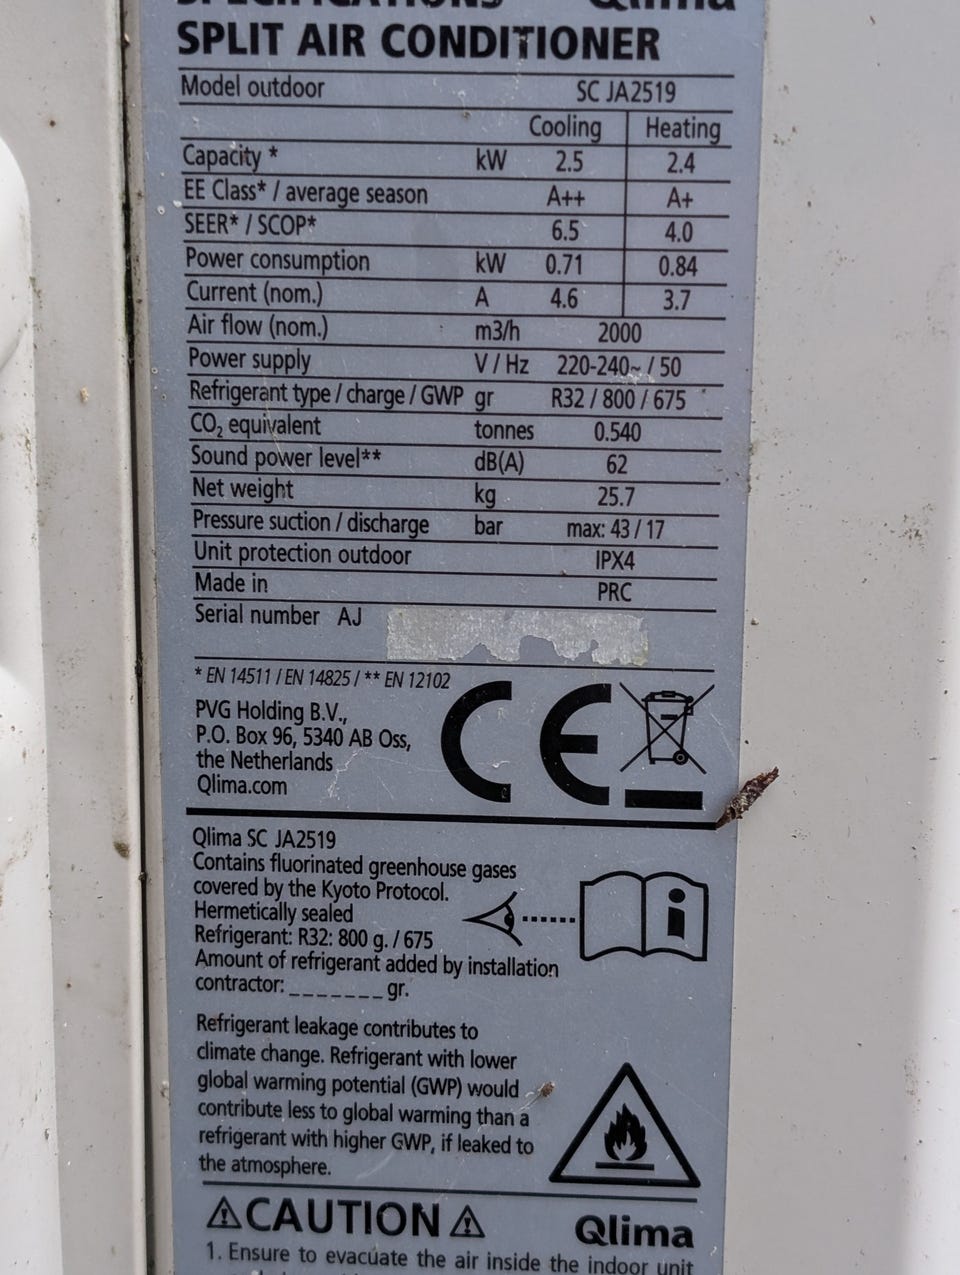 SPECIFICATIONS Qlima
SPLIT AIR CONDITIONER
Model outdoor SC JA2519
Cooling Heating
Capacity * kW 2.5 2.4
EE Class* / average season A++ A+
SEER* / SCOP* 6.5 4.0
Power consumption kW 0.71 0.84
Current (nom.) A 4.6 3.7
Air flow (nom.) m3/h 2000
Power supply V / Hz 220-240~ / 50
Refrigerant type / charge / GWP gr R32 / 800 / 675
CO₂ equivalent tonnes 0.540
Sound power level** dB(A) 62
Net weight kg 25.7
Pressure suction / discharge bar max: 43 / 17
Unit protection outdoor IPX4
Made in PRC
Serial number AJ
* EN 14511 / EN 14825 / ** EN 12102
PVG Holding B.V.,
P.O. Box 96, 5340 AB Oss,
the Netherlands
Qlima.com
CE
Qlima SC JA2519
Contains fluorinated greenhouse gases
covered by the Kyoto Protocol.
Hermetically sealed
Refrigerant: R32: 800 g. / 675
Amount of refrigerant added by installation
contractor: _ _ _ _ _ _ _ gr.
Refrigerant leakage contributes to
climate change. Refrigerant with lower
global warming potential (GWP) would
contribute less to global warming than a
refrigerant with higher GWP, if leaked to
the atmosphere.
CAUTION Qlima
1. Ensure to evacuate the air inside the indoor unit